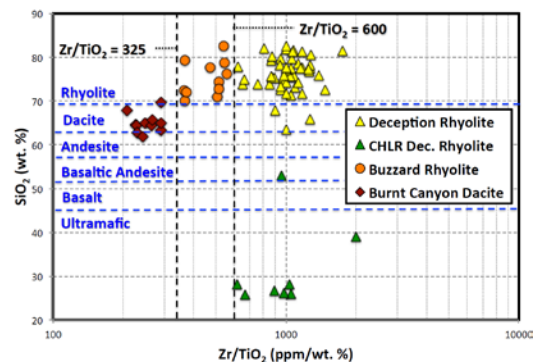 Zr/TiO₂ = 600
Zr/TiO₂ = 325
90
80
70
60
50
40
30
20
SiO₂ (wt. %)
Rhyolite
Dacite
Andesite
Basaltic Andesite
Basalt
Ultramafic
Deception Rhyolite
CHLR Dec. Rhyolite
Buzzard Rhyolite
Burnt Canyon Dacite
100
1000
10000
Zr/TiO₂ (ppm/wt. %)